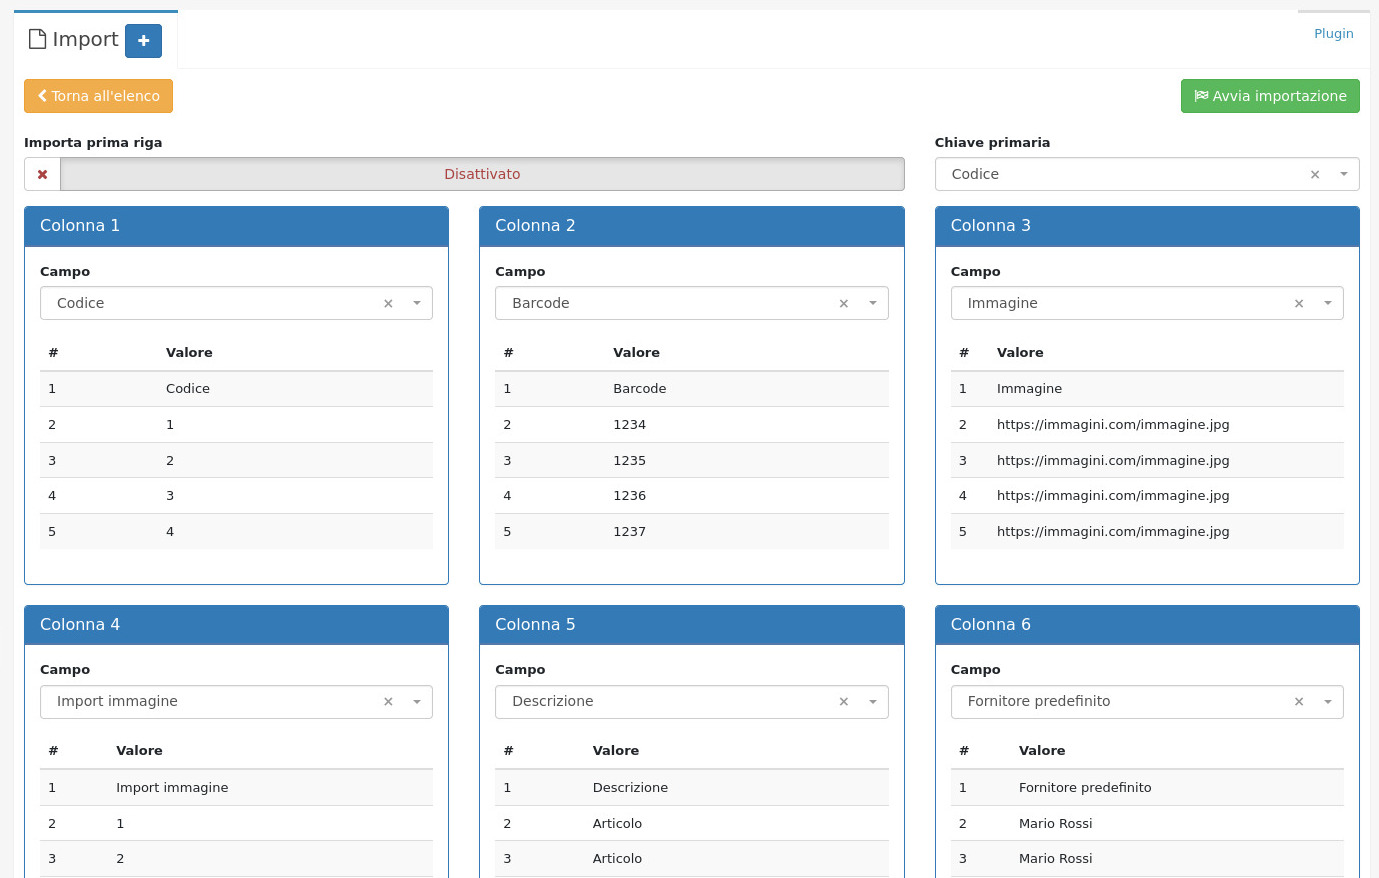 Import
Plugin
Torna all'elenco
Avvia importazione
Importa prima riga
Chiave primaria
Disattivato
Codice
Colonna 1
Campo
Codice
# Valore
1 Codice
2 1
3 2
4 3
5 4
Colonna 2
Campo
Barcode
# Valore
1 Barcode
2 1234
3 1235
4 1236
5 1237
Colonna 3
Campo
Immagine
# Valore
1 Immagine
2 https://immagini.com/immagine.jpg
3 https://immagini.com/immagine.jpg
4 https://immagini.com/immagine.jpg
5 https://immagini.com/immagine.jpg
Colonna 4
Campo
Import immagine
# Valore
1 Import immagine
2 1
3 2
Colonna 5
Campo
Descrizione
# Valore
1 Descrizione
2 Articolo
3 Articolo
Colonna 6
Campo
Fornitore predefinito
# Valore
1 Fornitore predefinito
2 Mario Rossi
3 Mario Rossi